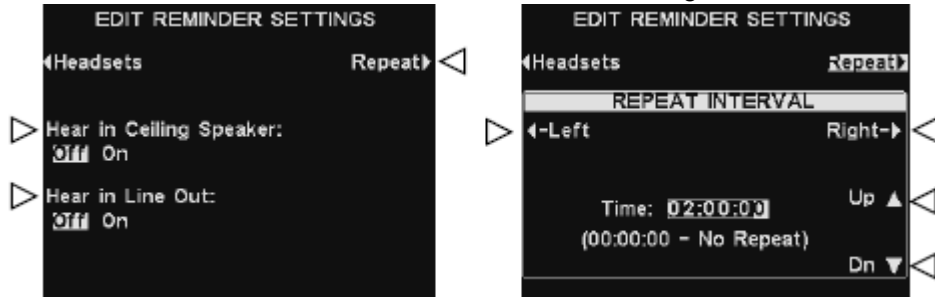 EDIT REMINDER SETTINGS
◀Headsets Repeat▶
Hear in Ceiling Speaker:
Off On
Hear in Line Out:
Off On
EDIT REMINDER SETTINGS
◀Headsets Repeat▶
REPEAT INTERVAL
◀-Left Right-▶
Up ▲
Time: 02:00:00
(00:00:00 - No Repeat)
Dn ▼